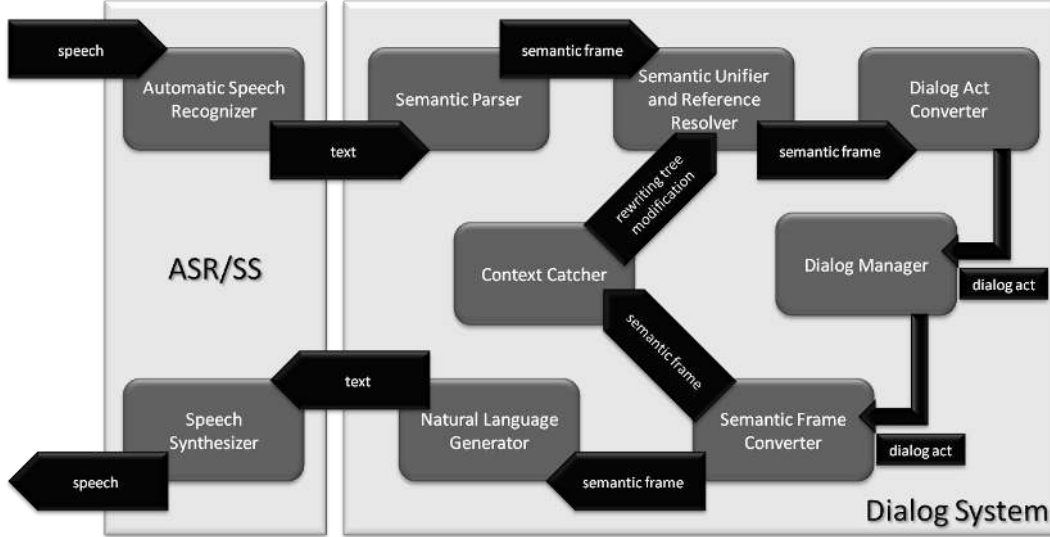 speech
Automatic Speech
Recognizer
text
Semantic Parser
semantic frame
Semantic Unifier
and Reference
Resolver
semantic frame
Dialog Act
Converter
dialog act
Dialog Manager
dialog act
rewriting tree
modification
Context Catcher
semantic frame
Semantic Frame
Converter
semantic frame
Natural Language
Generator
text
Speech
Synthesizer
speech
ASR/SS
Dialog System